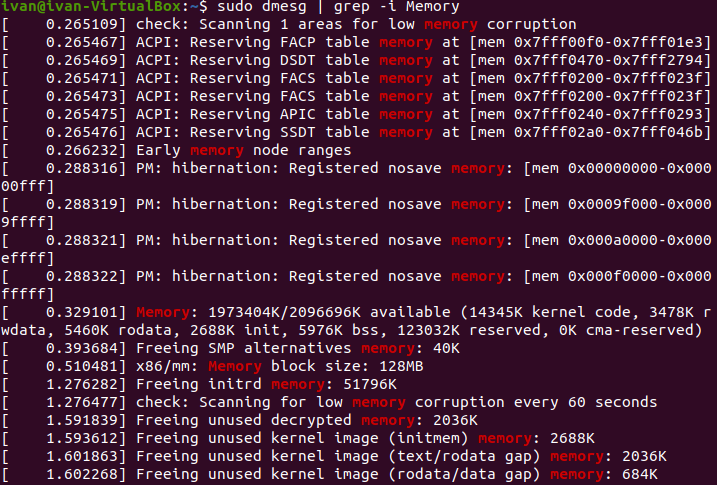 ivan@ivan-VirtualBox:~$ sudo dmesg | grep -i Memory
[    0.265109] check: Scanning 1 areas for low memory corruption
[    0.265467] ACPI: Reserving FACP table memory at [mem 0x7fff00f0-0x7fff01e3]
[    0.265469] ACPI: Reserving DSDT table memory at [mem 0x7fff0470-0x7fff2794]
[    0.265471] ACPI: Reserving FACS table memory at [mem 0x7fff0200-0x7fff023f]
[    0.265473] ACPI: Reserving FACS table memory at [mem 0x7fff0200-0x7fff023f]
[    0.265475] ACPI: Reserving APIC table memory at [mem 0x7fff0240-0x7fff0293]
[    0.265476] ACPI: Reserving SSDT table memory at [mem 0x7fff02a0-0x7fff046b]
[    0.266232] Early memory node ranges
[    0.288316] PM: hibernation: Registered nosave memory: [mem 0x00000000-0x000
00fff]
[    0.288319] PM: hibernation: Registered nosave memory: [mem 0x0009f000-0x000
9ffff]
[    0.288321] PM: hibernation: Registered nosave memory: [mem 0x000a0000-0x000
effff]
[    0.288322] PM: hibernation: Registered nosave memory: [mem 0x000f0000-0x000
fffff]
[    0.329101] Memory: 1973404K/2096696K available (14345K kernel code, 3478K r
wdata, 5460K rodata, 2688K init, 5976K bss, 123032K reserved, 0K cma-reserved)
[    0.393684] Freeing SMP alternatives memory: 40K
[    0.510481] x86/mm: Memory block size: 128MB
[    1.276282] Freeing initrd memory: 51796K
[    1.276477] check: Scanning for low memory corruption every 60 seconds
[    1.591839] Freeing unused decrypted memory: 2036K
[    1.593612] Freeing unused kernel image (initmem) memory: 2688K
[    1.601863] Freeing unused kernel image (text/rodata gap) memory: 2036K
[    1.602268] Freeing unused kernel image (rodata/data gap) memory: 684K